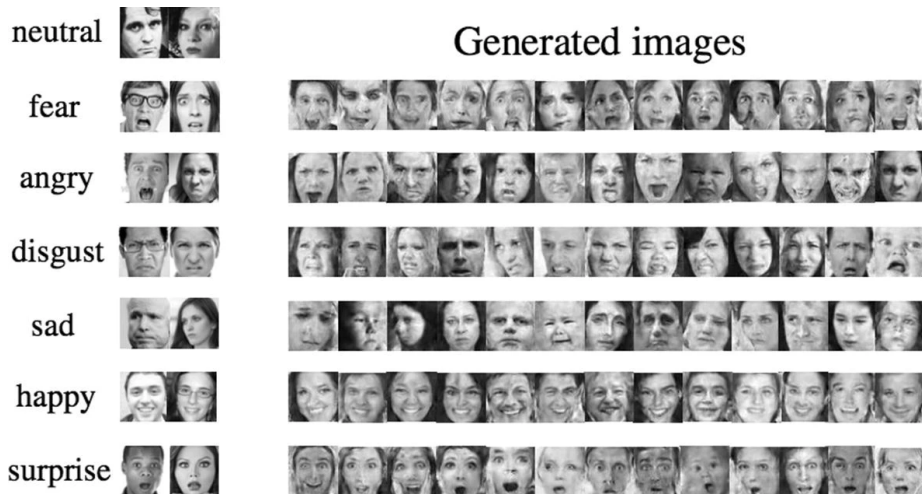 neutral
Generated images
fear
angry
disgust
sad
happy
surprise